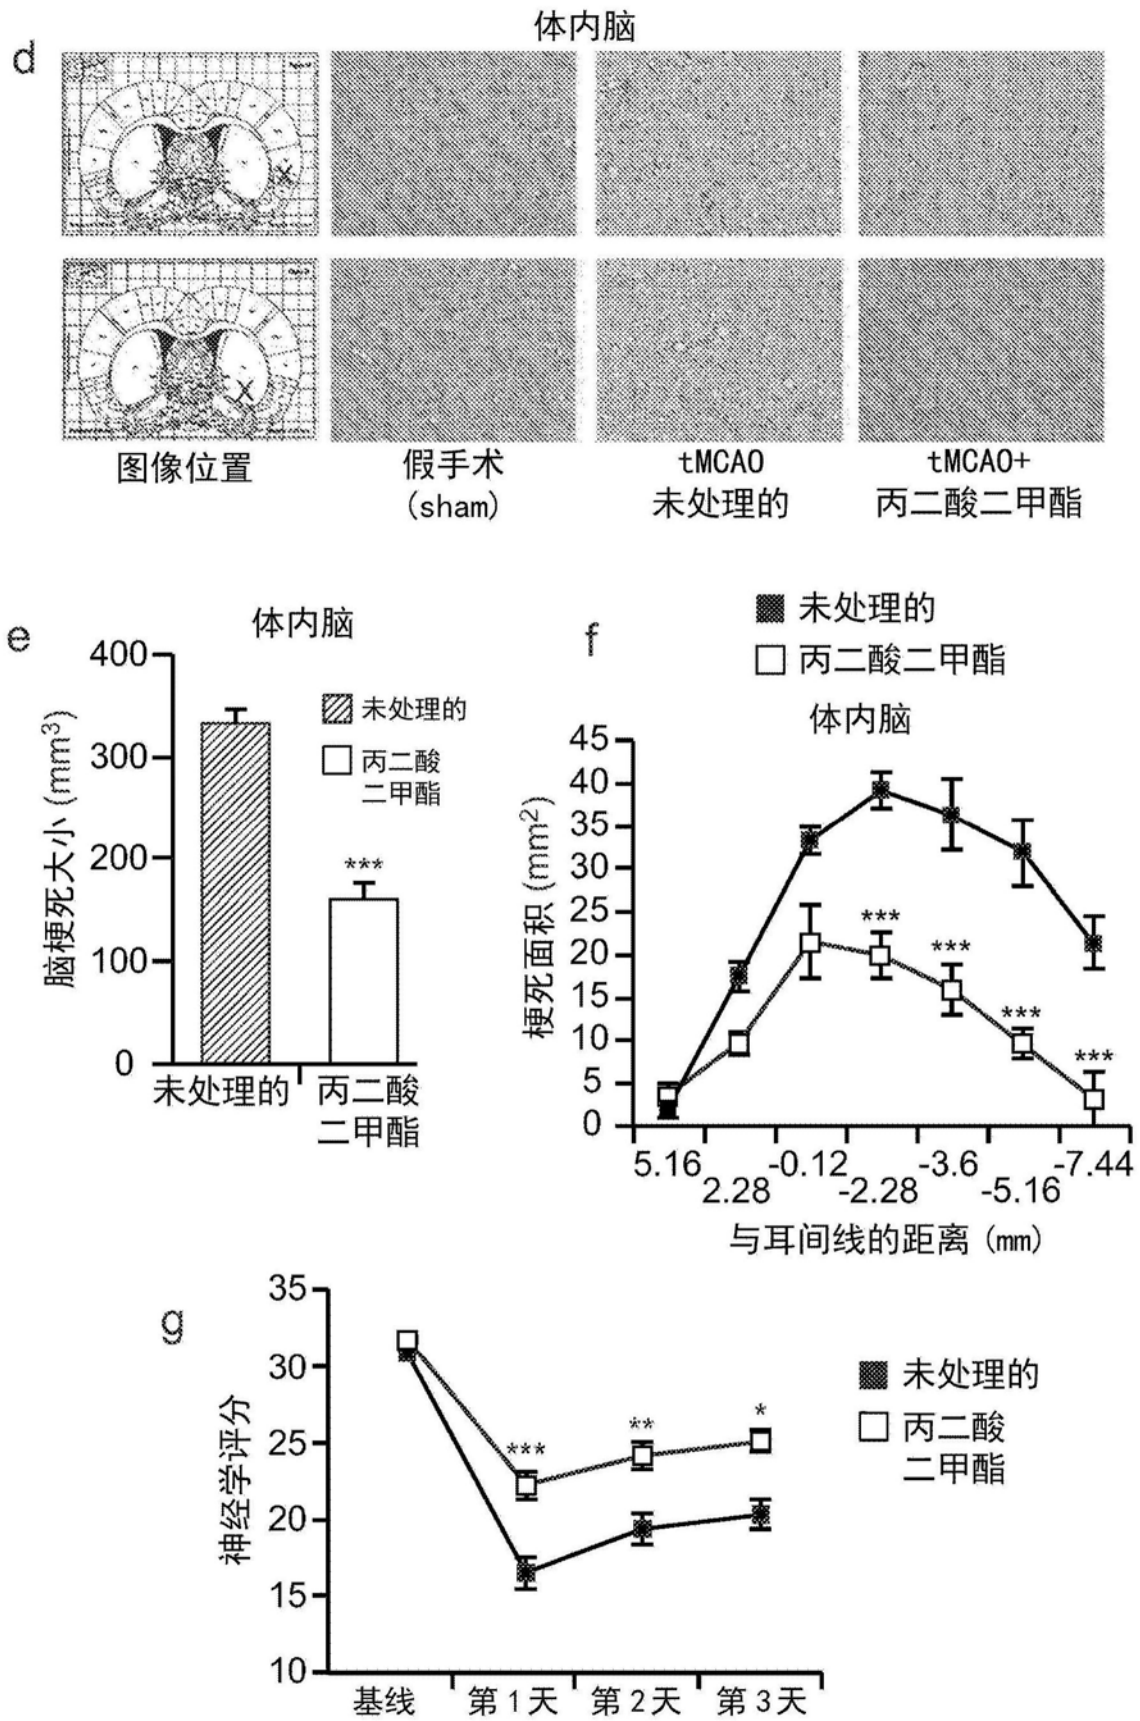 体内脑
d
图像位置
假手术
(sham)
tMCAO
未处理的
tMCAO+
丙二酸二甲酯
e
体内脑
脑梗死大小 (mm³)
400
300
200
100
0
未处理的
丙二酸
二甲酯
***
未处理的
丙二酸
二甲酯
f
未处理的
丙二酸二甲酯
体内脑
梗死面积 (mm²)
45
40
35
30
25
20
15
10
5
0
***
***
***
***
5.16
2.28
-0.12
-2.28
-3.6
-5.16
-7.44
与耳间线的距离 (mm)
g
神经学评分
35
30
25
20
15
10
***
**
*
未处理的
丙二酸
二甲酯
基线
第1天
第2天
第3天